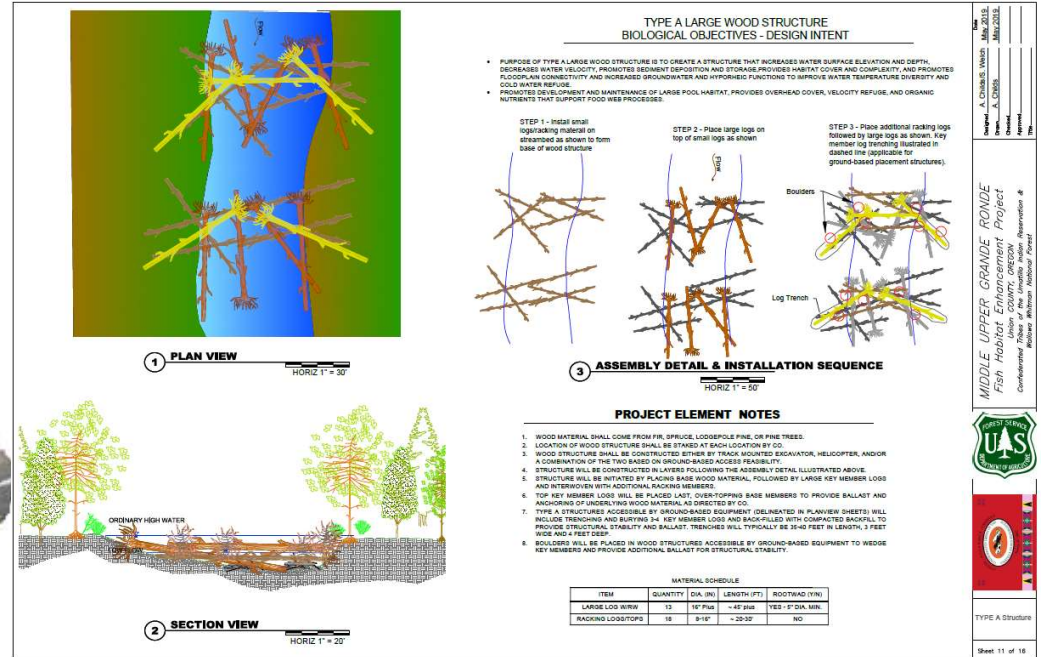 TYPE A LARGE WOOD STRUCTURE
BIOLOGICAL OBJECTIVES - DESIGN INTENT
• PURPOSE OF TYPE A LARGE WOOD STRUCTURE IS TO CREATE A STRUCTURE THAT INCREASES WATER SURFACE ELEVATION AND DEPTH,
DECREASES WATER VELOCITY, PROMOTES SEDIMENT DEPOSITION AND STORAGE,PROVIDES HABITAT COVER AND COMPLEXITY, AND PROMOTES
FLOODPLAIN CONNECTIVITY AND INCREASED GROUNDWATER AND HYPORHEIC FUNCTIONS TO IMPROVE WATER TEMPERATURE DIVERSITY AND
COLD WATER REFUGE.
• PROMOTES DEVELOPMENT AND MAINTENANCE OF LARGE POOL HABITAT, PROVIDES OVERHEAD COVER, VELOCITY REFUGE, AND ORGANIC
NUTRIENTS THAT SUPPORT FOOD WEB PROCESSES.
Flow
STEP 1 - Install small
logs/racking material on
streambed as shown to form
base of wood structure
STEP 2 - Place large logs on
top of small logs as shown
Flow
STEP 3 - Place additional racking logs
followed by large logs as shown. Key
member log trenching illustrated in
dashed line (applicable for
ground-based placement structures).
Boulders
Log Trench
1 PLAN VIEW
HORIZ 1" = 30'
3 ASSEMBLY DETAIL & INSTALLATION SEQUENCE
HORIZ 1" = 50'
ORDINARY HIGH WATER
LOW FLOW
2 SECTION VIEW
HORIZ 1" = 20'
PROJECT ELEMENT NOTES
1. WOOD MATERIAL SHALL COME FROM FIR, SPRUCE, LODGEPOLE PINE, OR PINE TREES.
2. LOCATION OF WOOD STRUCTURE SHALL BE STAKED AT EACH LOCATION BY CO.
3. WOOD STRUCTURE SHALL BE CONSTRUCTED EITHER BY TRACK MOUNTED EXCAVATOR, HELICOPTER, AND/OR
A COMBINATION OF THE TWO BASED ON GROUND-BASED ACCESS FEASIBILITY.
4. STRUCTURE WILL BE CONSTRUCTED IN LAYERS FOLLOWING THE ASSEMBLY DETAIL ILLUSTRATED ABOVE.
5. STRUCTURE WILL BE INITIATED BY PLACING BASE WOOD MATERIAL, FOLLOWED BY LARGE KEY MEMBER LOGS
AND INTERWOVEN WITH ADDITIONAL RACKING MEMBERS.
6. TOP KEY MEMBER LOGS WILL BE PLACED LAST, OVER-TOPPING BASE MEMBERS TO PROVIDE BALLAST AND
ANCHORING OF UNDERLYING WOOD MATERIAL AS DIRECTED BY CO.
7. TYPE A STRUCTURES ACCESSIBLE BY GROUND-BASED EQUIPMENT (DELINEATED IN PLANVIEW SHEETS) WILL
INCLUDE TRENCHING AND BURYING 3-4 KEY MEMBER LOGS AND BACK-FILLED WITH COMPACTED BACKFILL TO
PROVIDE STRUCTURAL STABILITY AND BALLAST. TRENCHES WILL TYPICALLY BE 35-40 FEET IN LENGTH, 3 FEET
WIDE AND 4 FEET DEEP.
8. BOULDERS WILL BE PLACED IN WOOD STRUCTURES ACCESSIBLE BY GROUND-BASED EQUIPMENT TO WEDGE
KEY MEMBERS AND PROVIDE ADDITIONAL BALLAST FOR STRUCTURAL STABILITY.
MATERIAL SCHEDULE
ITEM QUANTITY DIA. (IN) LENGTH (FT) ROOTWAD (Y/N)
LARGE LOG W/RW 13 16" Plus ~ 45' plus YES - 5' DIA. MIN.
RACKING LOGS/TOPS 18 8-16" ~ 20-30' NO
Date
Designed A. Childs/S. Welch May 2019
Drawn A. Childs May 2019
Checked
Approved
Title
MIDDLE UPPER GRANDE RONDE
Fish Habitat Enhancement Project
Union COUNTY, OREGON
Confederated Tribes of the Umatilla Indian Reservation &
Wallowa Whitman National Forest
FOREST SERVICE
UAS
DEPARTMENT OF AGRICULTURE
TYPE A Structure
Sheet 11 of 16